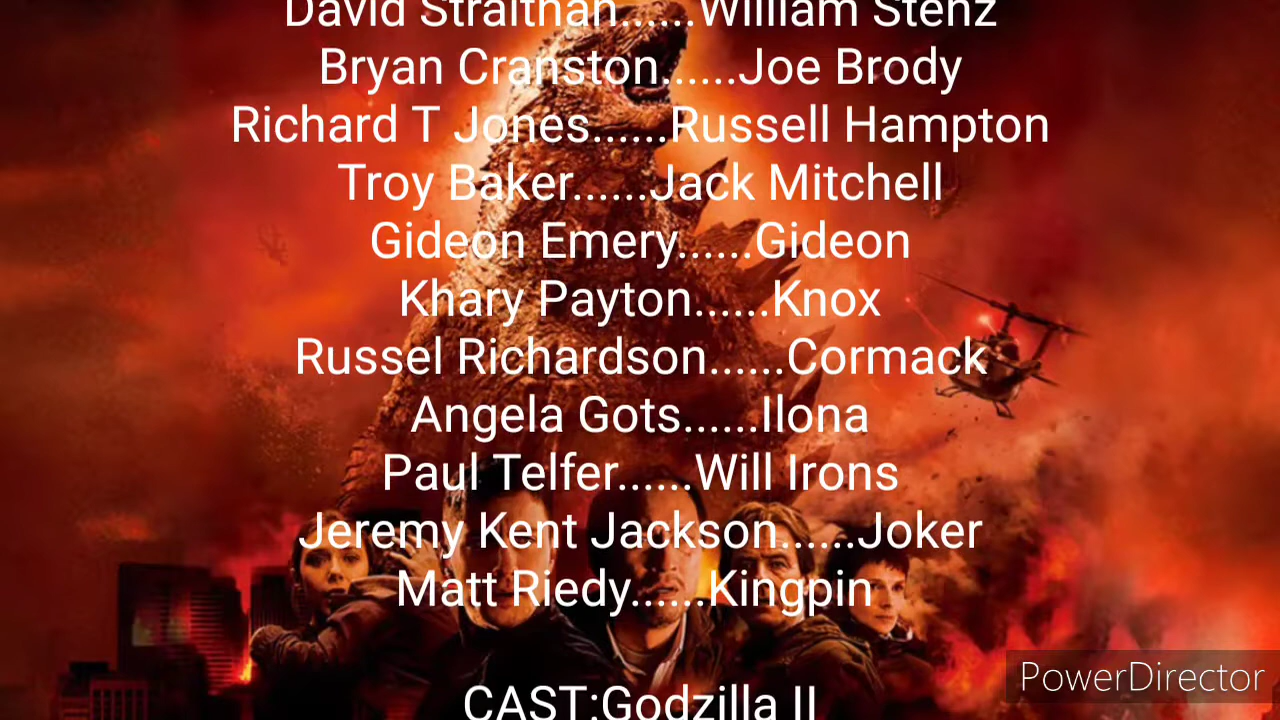 David Straithan......William Stenz
Bryan Cranston......Joe Brody
Richard T Jones......Russell Hampton
Troy Baker......Jack Mitchell
Gideon Emery......Gideon
Khary Payton......Knox
Russel Richardson......Cormack
Angela Gots......Ilona
Paul Telfer......Will Irons
Jeremy Kent Jackson......Joker
Matt Riedy......Kingpin
CAST:Godzilla II
PowerDirector